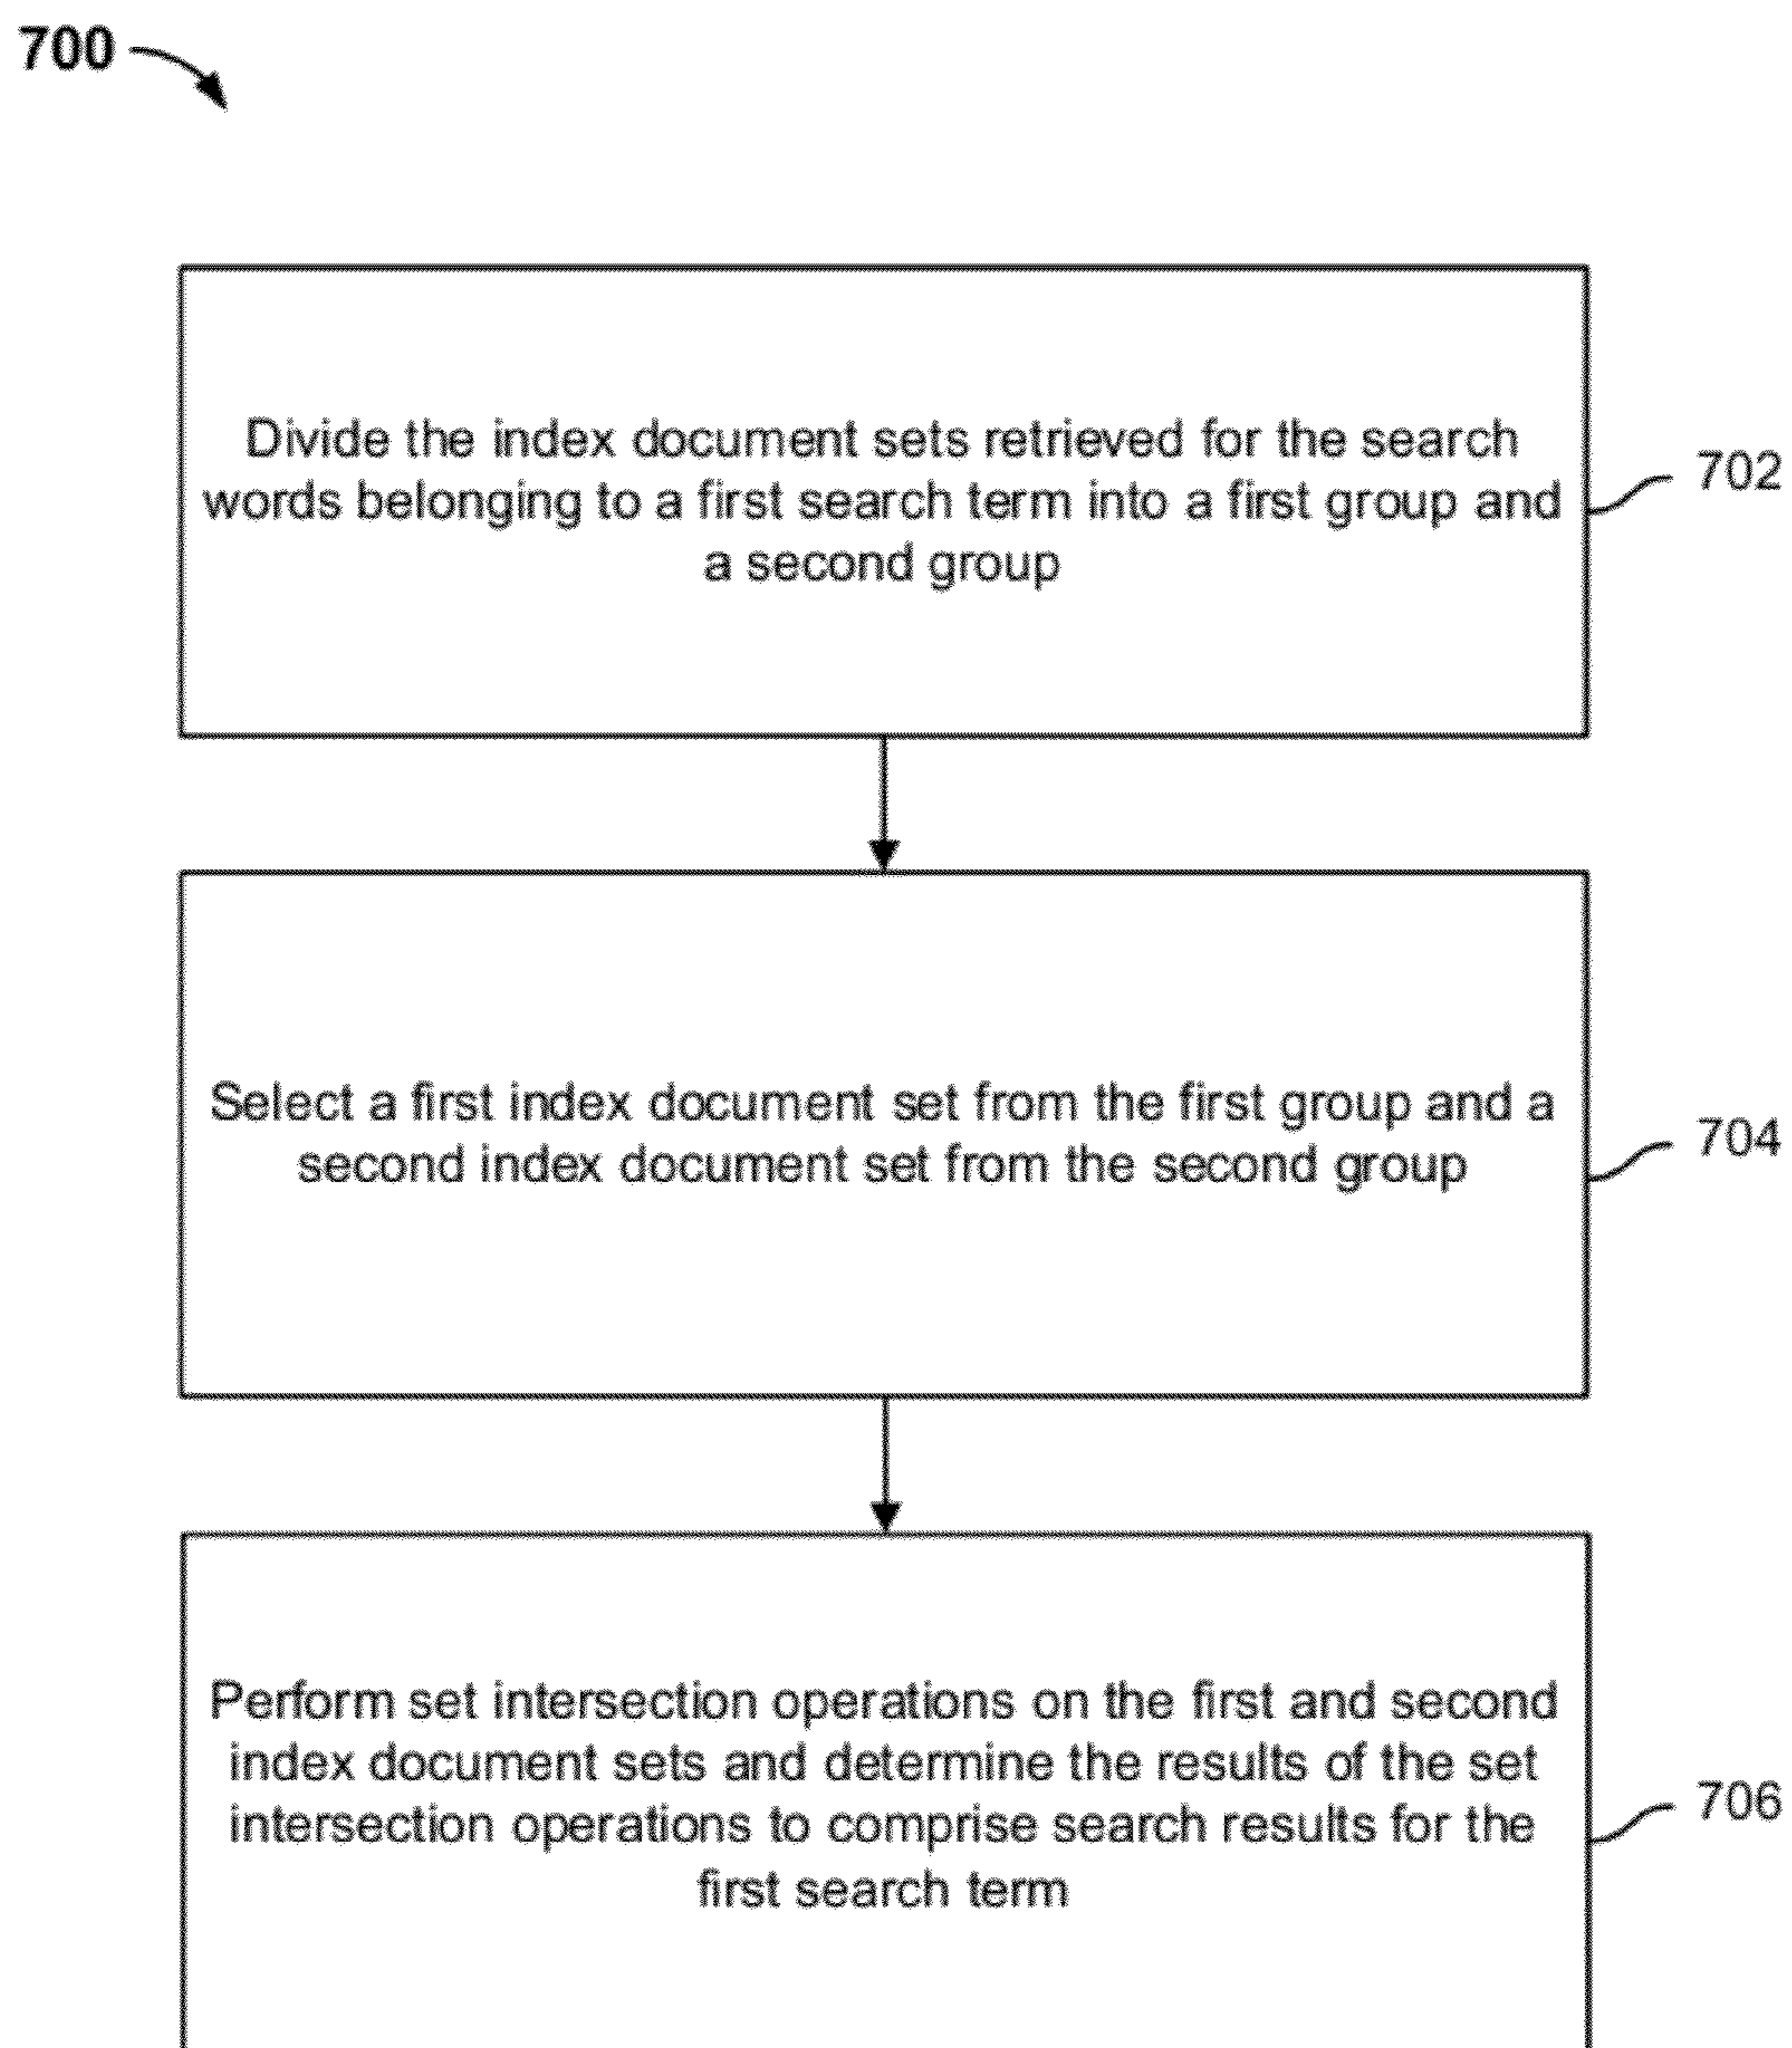 700
Divide the index document sets retrieved for the search
words belonging to a first search term into a first group and
a second group
702
Select a first index document set from the first group and a
second index document set from the second group
704
Perform set intersection operations on the first and second
index document sets and determine the results of the set
intersection operations to comprise search results for the
first search term
706